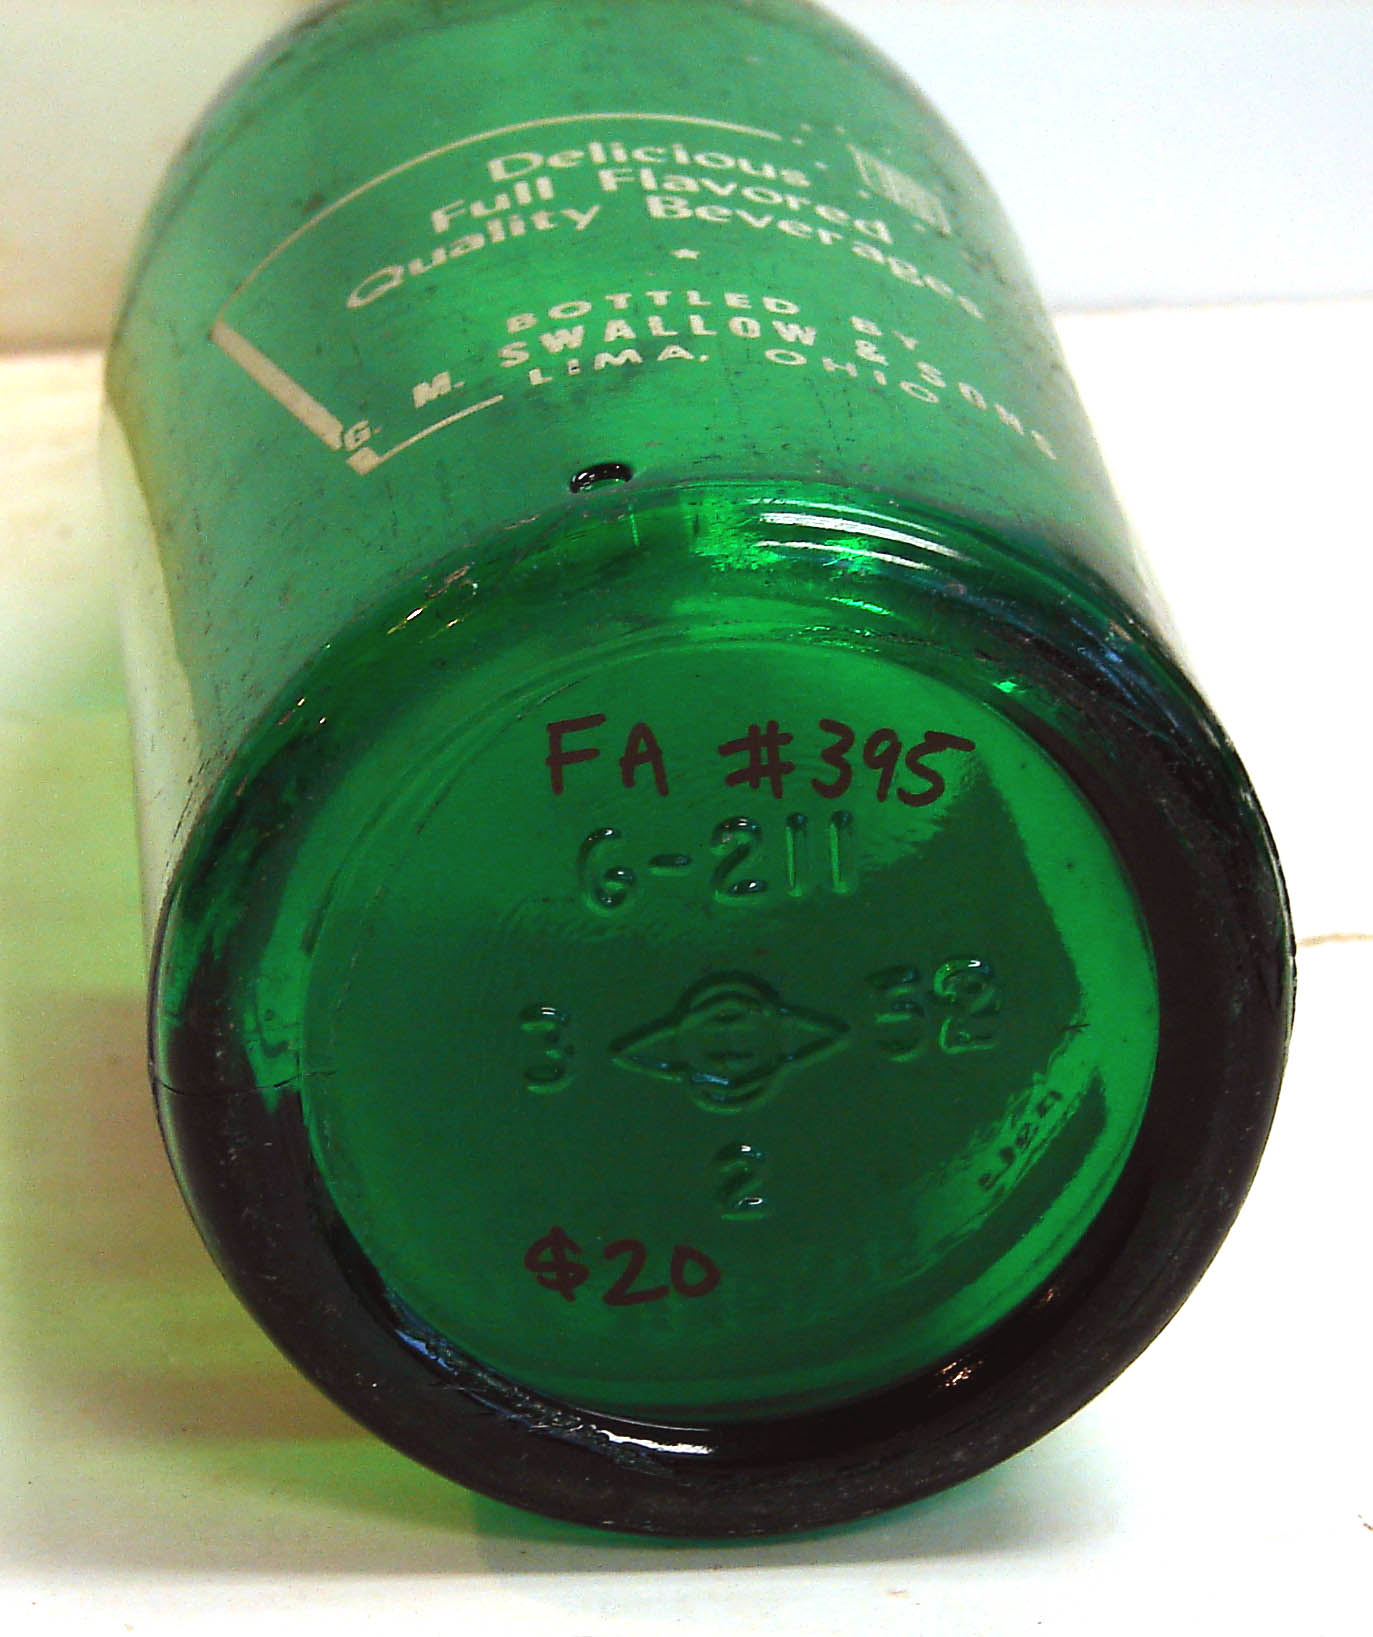 Delicious
Full Flavored
Quality Beverages
BOTTLED BY
G. M. SWALLOW & SONS
LIMA, OHIO
FA #395
G-211
3 I 52
2
$20